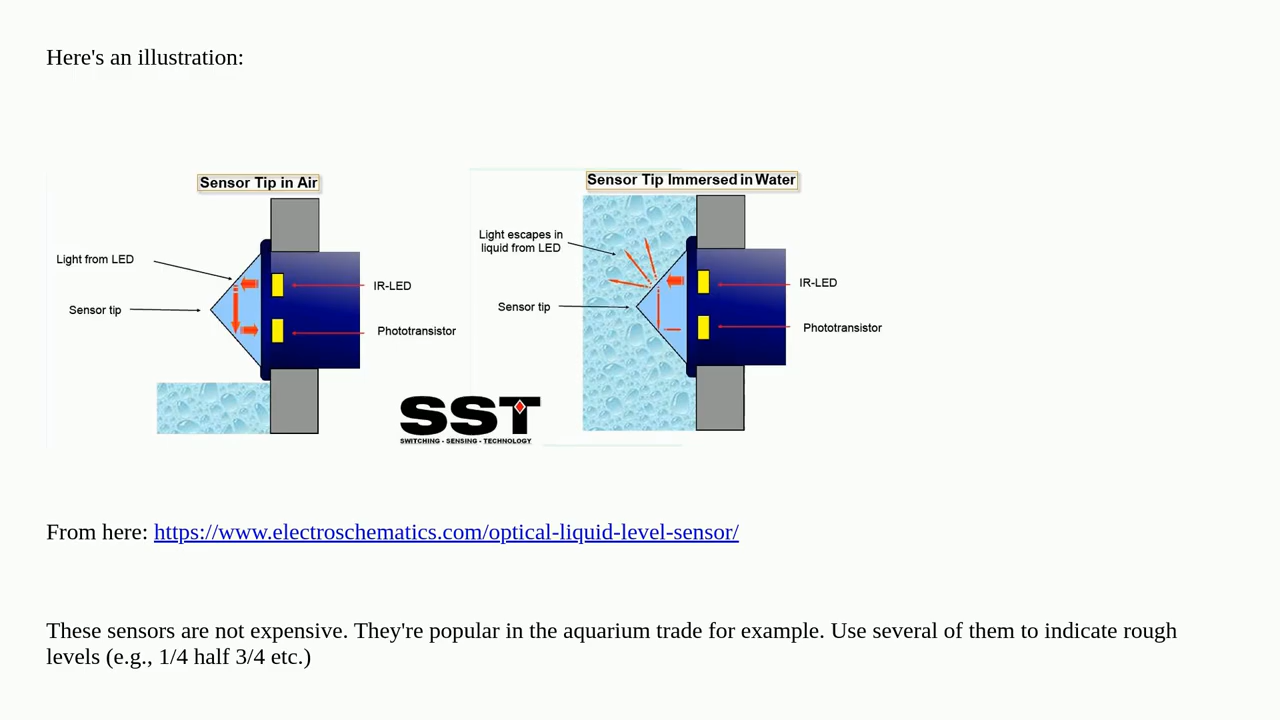 Here's an illustration:
Sensor Tip in Air
Light from LED
Sensor tip
IR-LED
Phototransistor
Sensor Tip Immersed in Water
Light escapes in
liquid from LED
Sensor tip
IR-LED
Phototransistor
SST
SWITCHING - SENSING - TECHNOLOGY
From here: https://www.electroschematics.com/optical-liquid-level-sensor/
These sensors are not expensive. They're popular in the aquarium trade for example. Use several of them to indicate rough
levels (e.g., 1/4 half 3/4 etc.)